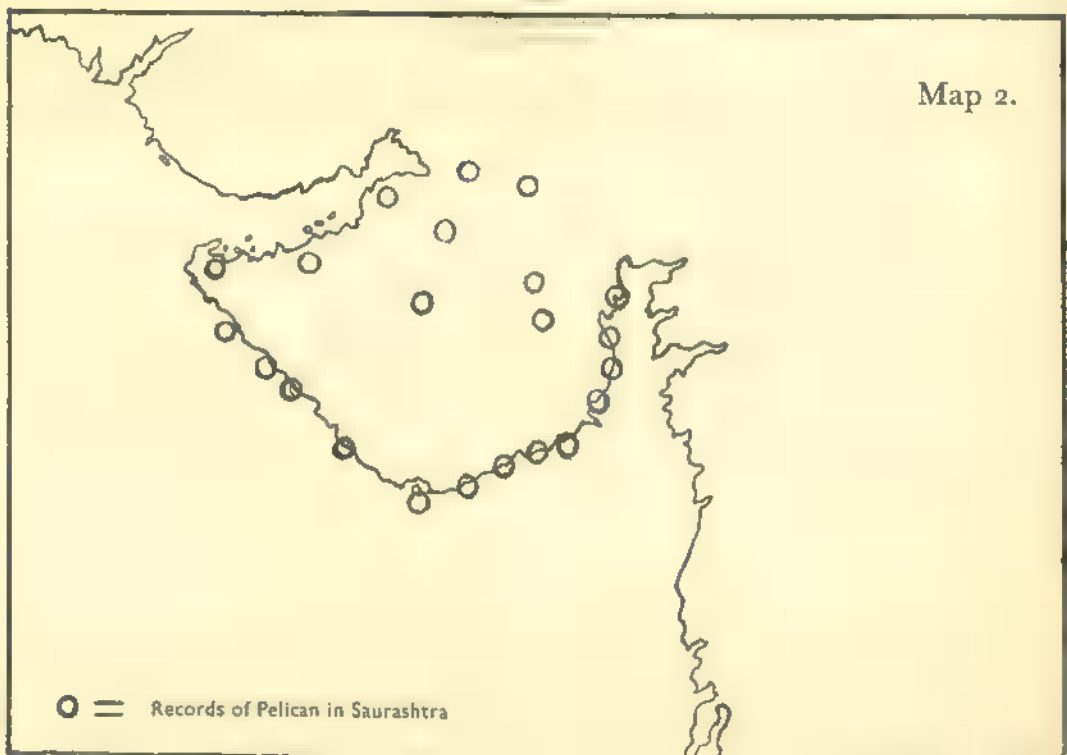 Map 2.
O = Records of Pelican in Saurashtra